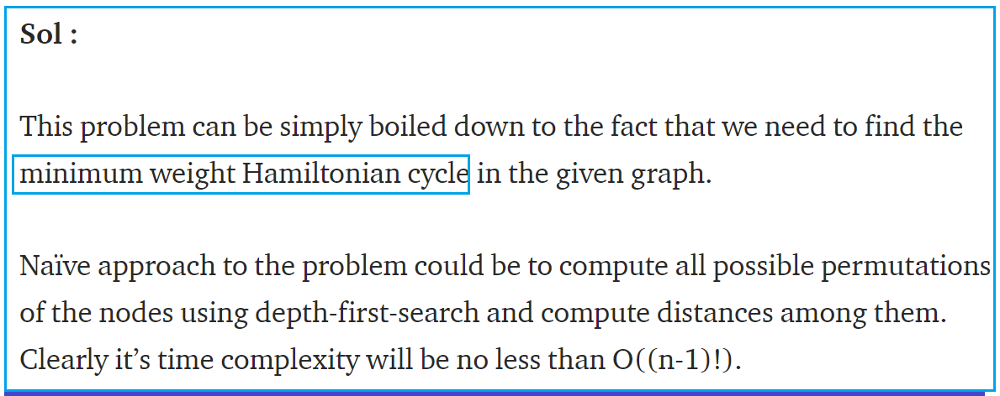 Sol :
This problem can be simply boiled down to the fact that we need to find the
minimum weight Hamiltonian cycle in the given graph.
Naïve approach to the problem could be to compute all possible permutations
of the nodes using depth-first-search and compute distances among them.
Clearly it’s time complexity will be no less than O((n-1)!).